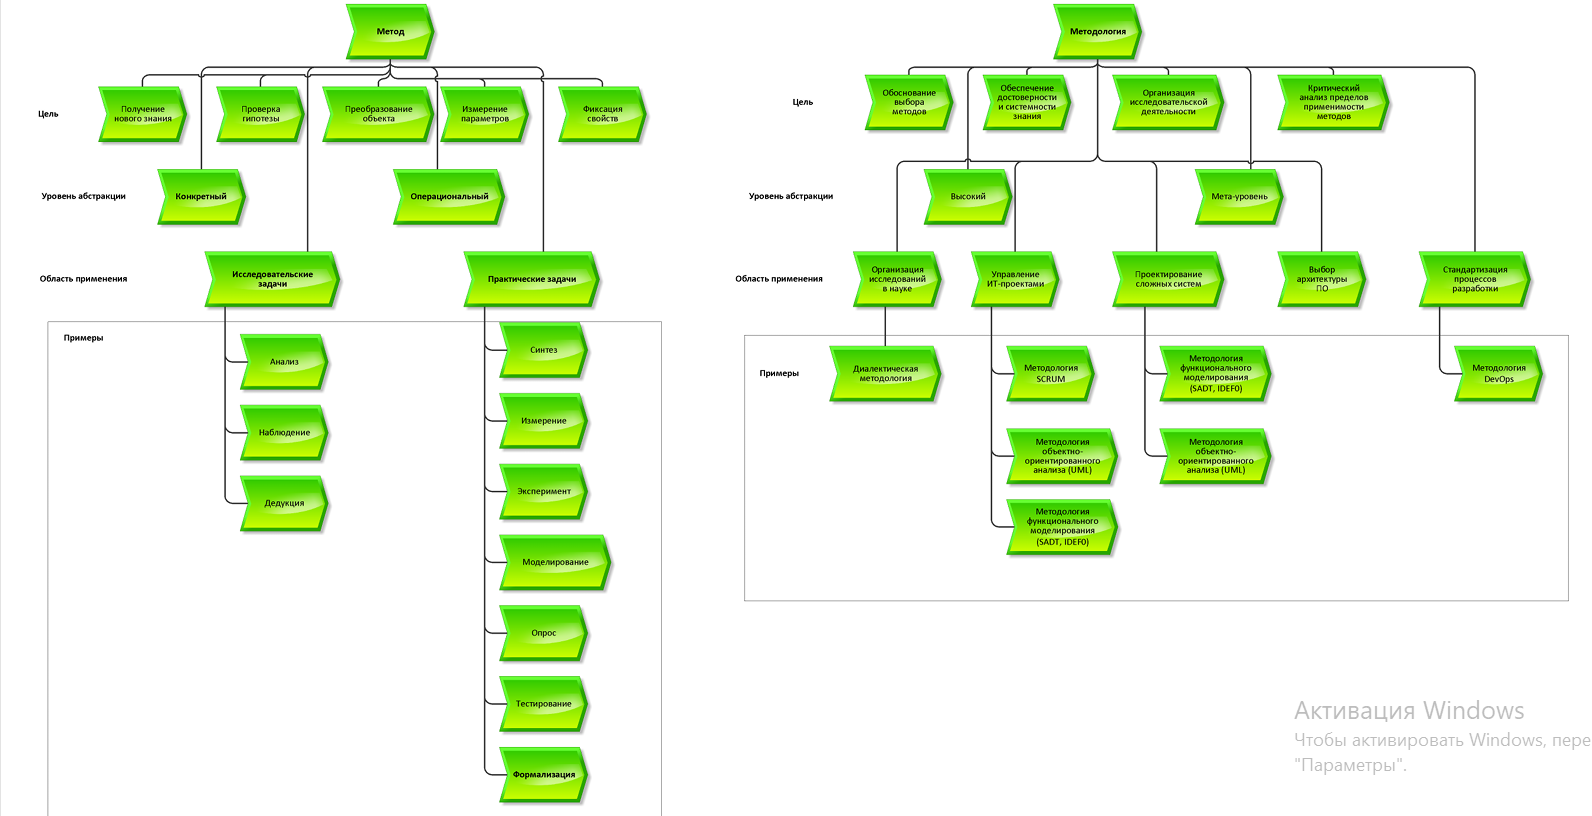 Метод
Цель
Получение
нового знания
Проверка
гипотезы
Преобразование
объекта
Измерение
параметров
Фиксация
свойств
Уровень абстракции
Конкретный
Операциональный
Область применения
Исследовательские
задачи
Практические задачи
Примеры
Анализ
Наблюдение
Дедукция
Синтез
Измерение
Эксперимент
Моделирование
Опрос
Тестирование
Формализация
Методология
Цель
Обоснование
выбора
методов
Обеспечение
достоверности
и системности
знания
Организация
исследовательской
деятельности
Критический
анализ пределов
применимости
методов
Уровень абстракции
Высокий
Мета-уровень
Область применения
Организация
исследований
в науке
Управление
ИТ-проектами
Проектирование
сложных систем
Выбор
архитектуры
ПО
Стандартизация
процессов
разработки
Примеры
Диалектическая
методология
Методология
SCRUM
Методология
объектно-
ориентированного
анализа (UML)
Методология
функционального
моделирования
(SADT, IDEF0)
Методология
функционального
моделирования
(SADT, IDEF0)
Методология
объектно-
ориентированного
анализа (UML)
Методология
DevOps
Активация Windows
Чтобы активировать Windows, пере
"Параметры".